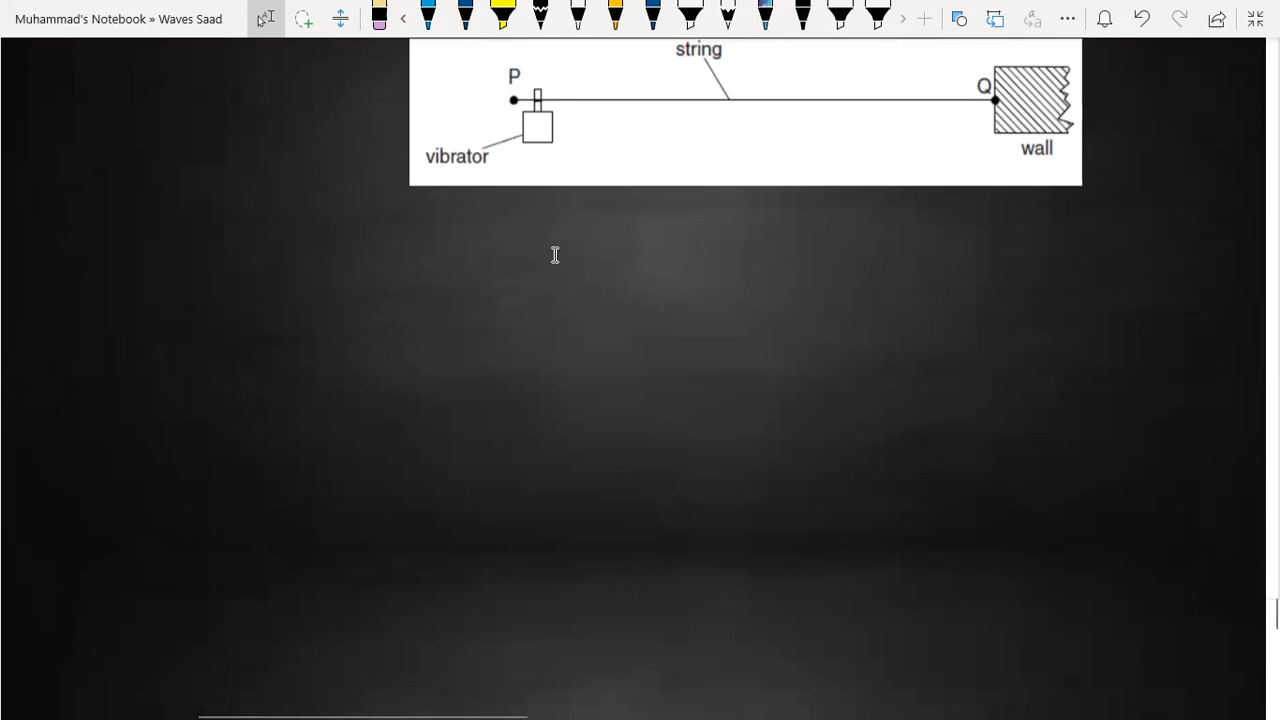 Muhammad's Notebook » Waves Saad
string
P
Q
vibrator
wall